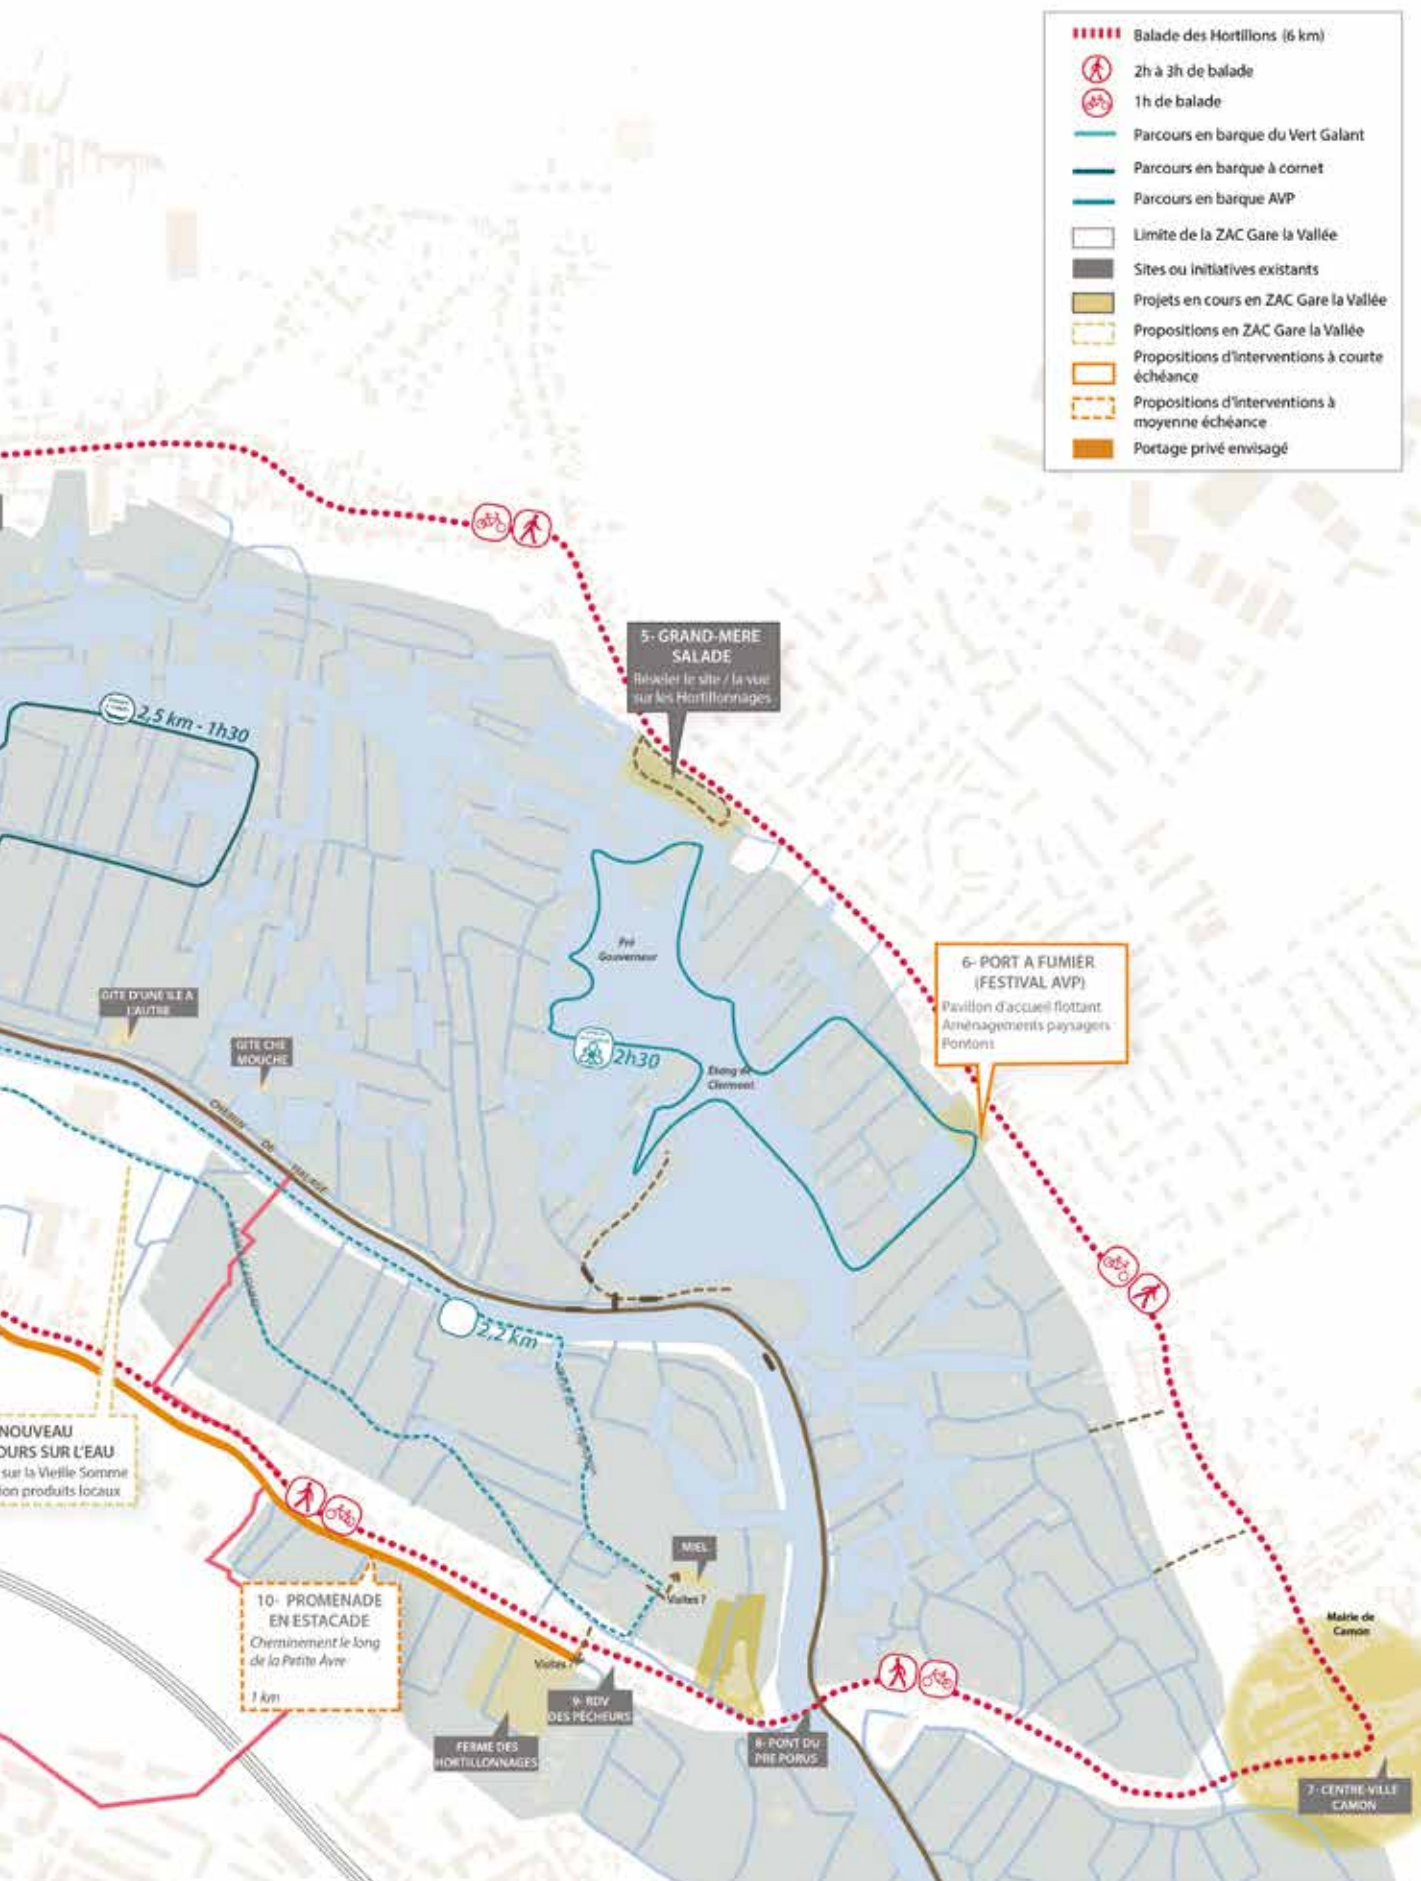 Balade des Hortillons (6 km)
2h à 3h de balade
1h de balade
Parcours en barque du Vert Galant
Parcours en barque à cornet
Parcours en barque AVP
Limite de la ZAC Gare la Vallée
Sites ou initiatives existants
Projets en cours en ZAC Gare la Vallée
Propositions en ZAC Gare la Vallée
Propositions d'interventions à courte
échéance
Propositions d'interventions à
moyenne échéance
Portage privé envisagé
5- GRAND-MERE
SALADE
Réveler le site / la vue
sur les Hortillonnages
2,5 km - 1h30
Pré
Gouverneur
6- PORT A FUMIER
(FESTIVAL AVP)
Pavillon d'accueil flottant
Aménagements paysagers
Pontons
GITE D'UNE ILE A
L'AUTRE
GITE CHE
MOUCHE
2h30
Etang de
Clermont
CHEMIN DE HALAGE
2,2 km
NOUVEAU
OURS SUR L'EAU
sur la Vieille Somme
ion produits locaux
MIEL
Visites ?
10- PROMENADE
EN ESTACADE
Cheminement le long
de la Petite Avre
1 km
Visites ?
9- RDV
DES PÊCHEURS
FERME DES
HORTILLONNAGES
8- PONT DU
PRE PORUS
Mairie de
Camon
7- CENTRE-VILLE
CAMON